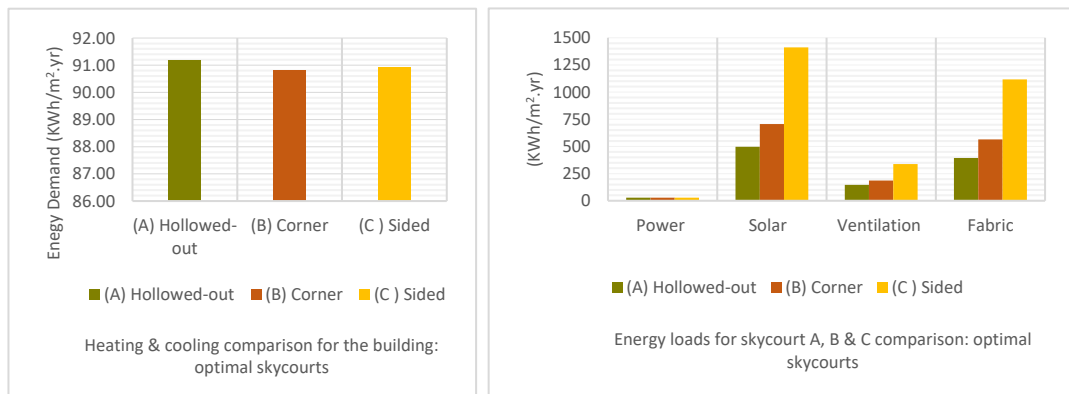 Enegy Demand (KWh/m².yr)
92.00
91.00
90.00
89.00
88.00
87.00
86.00
(A) Hollowed-
out
(B) Corner
(C ) Sided
(A) Hollowed-out
(B) Corner
(C ) Sided
Heating & cooling comparison for the building:
optimal skycourts
(KWh/m².yr)
1500
1250
1000
750
500
250
0
Power
Solar
Ventilation
Fabric
(A) Hollowed-out
(B) Corner
(C ) Sided
Energy loads for skycourt A, B & C comparison: optimal
skycourts